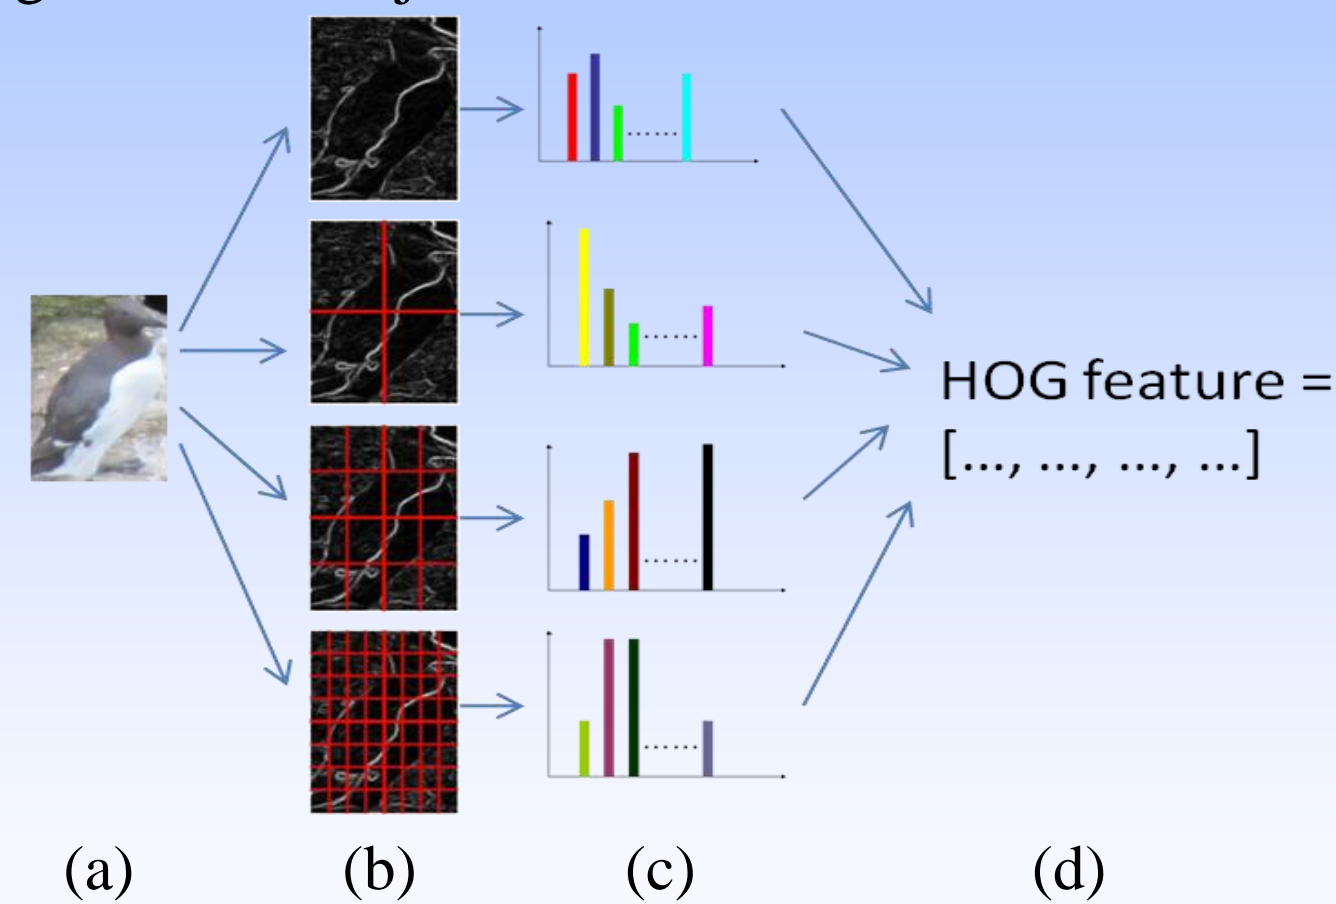 HOG feature =
[..., ..., ..., ...]
(a) (b) (c) (d)